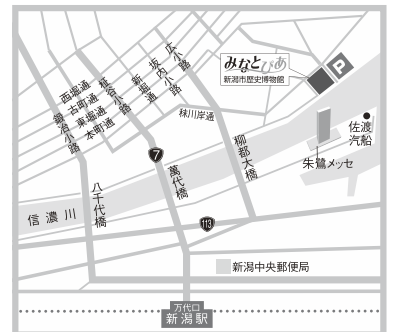 みなとぴあ
新潟市歴史博物館
P
広小路
坂内小路
新堀通
柾谷小路
西堀通
古町通
東堀通
本町通
鍛冶小路
秣川岸通
佐渡
汽船
朱鷺メッセ
柳都大橋
7
萬代橋
八千代橋
信濃川
113
新潟中央郵便局
万代口
新潟駅